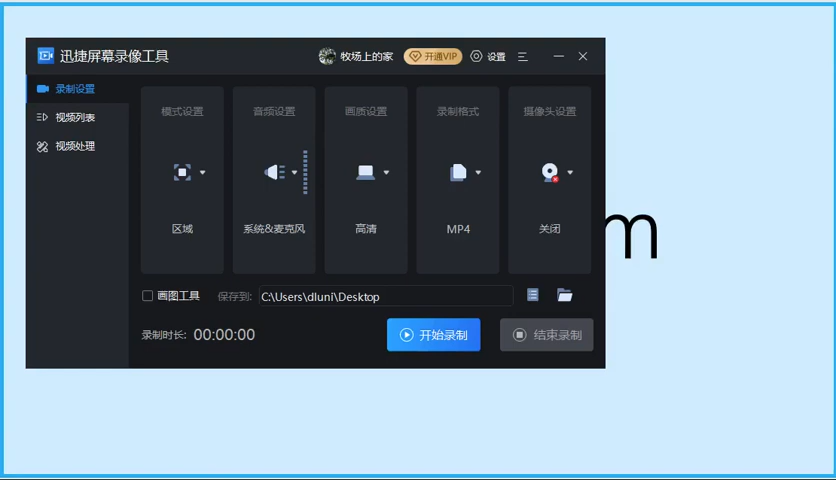 迅捷屏幕录像工具
牧场上的家
开通VIP
设置
录制设置
视频列表
视频处理
模式设置
音频设置
画质设置
录制格式
摄像头设置
区域
系统&麦克风
高清
MP4
关闭
画图工具
保存到:
C:\Users\dluni\Desktop
录制时长:
00:00:00
开始录制
结束录制
m